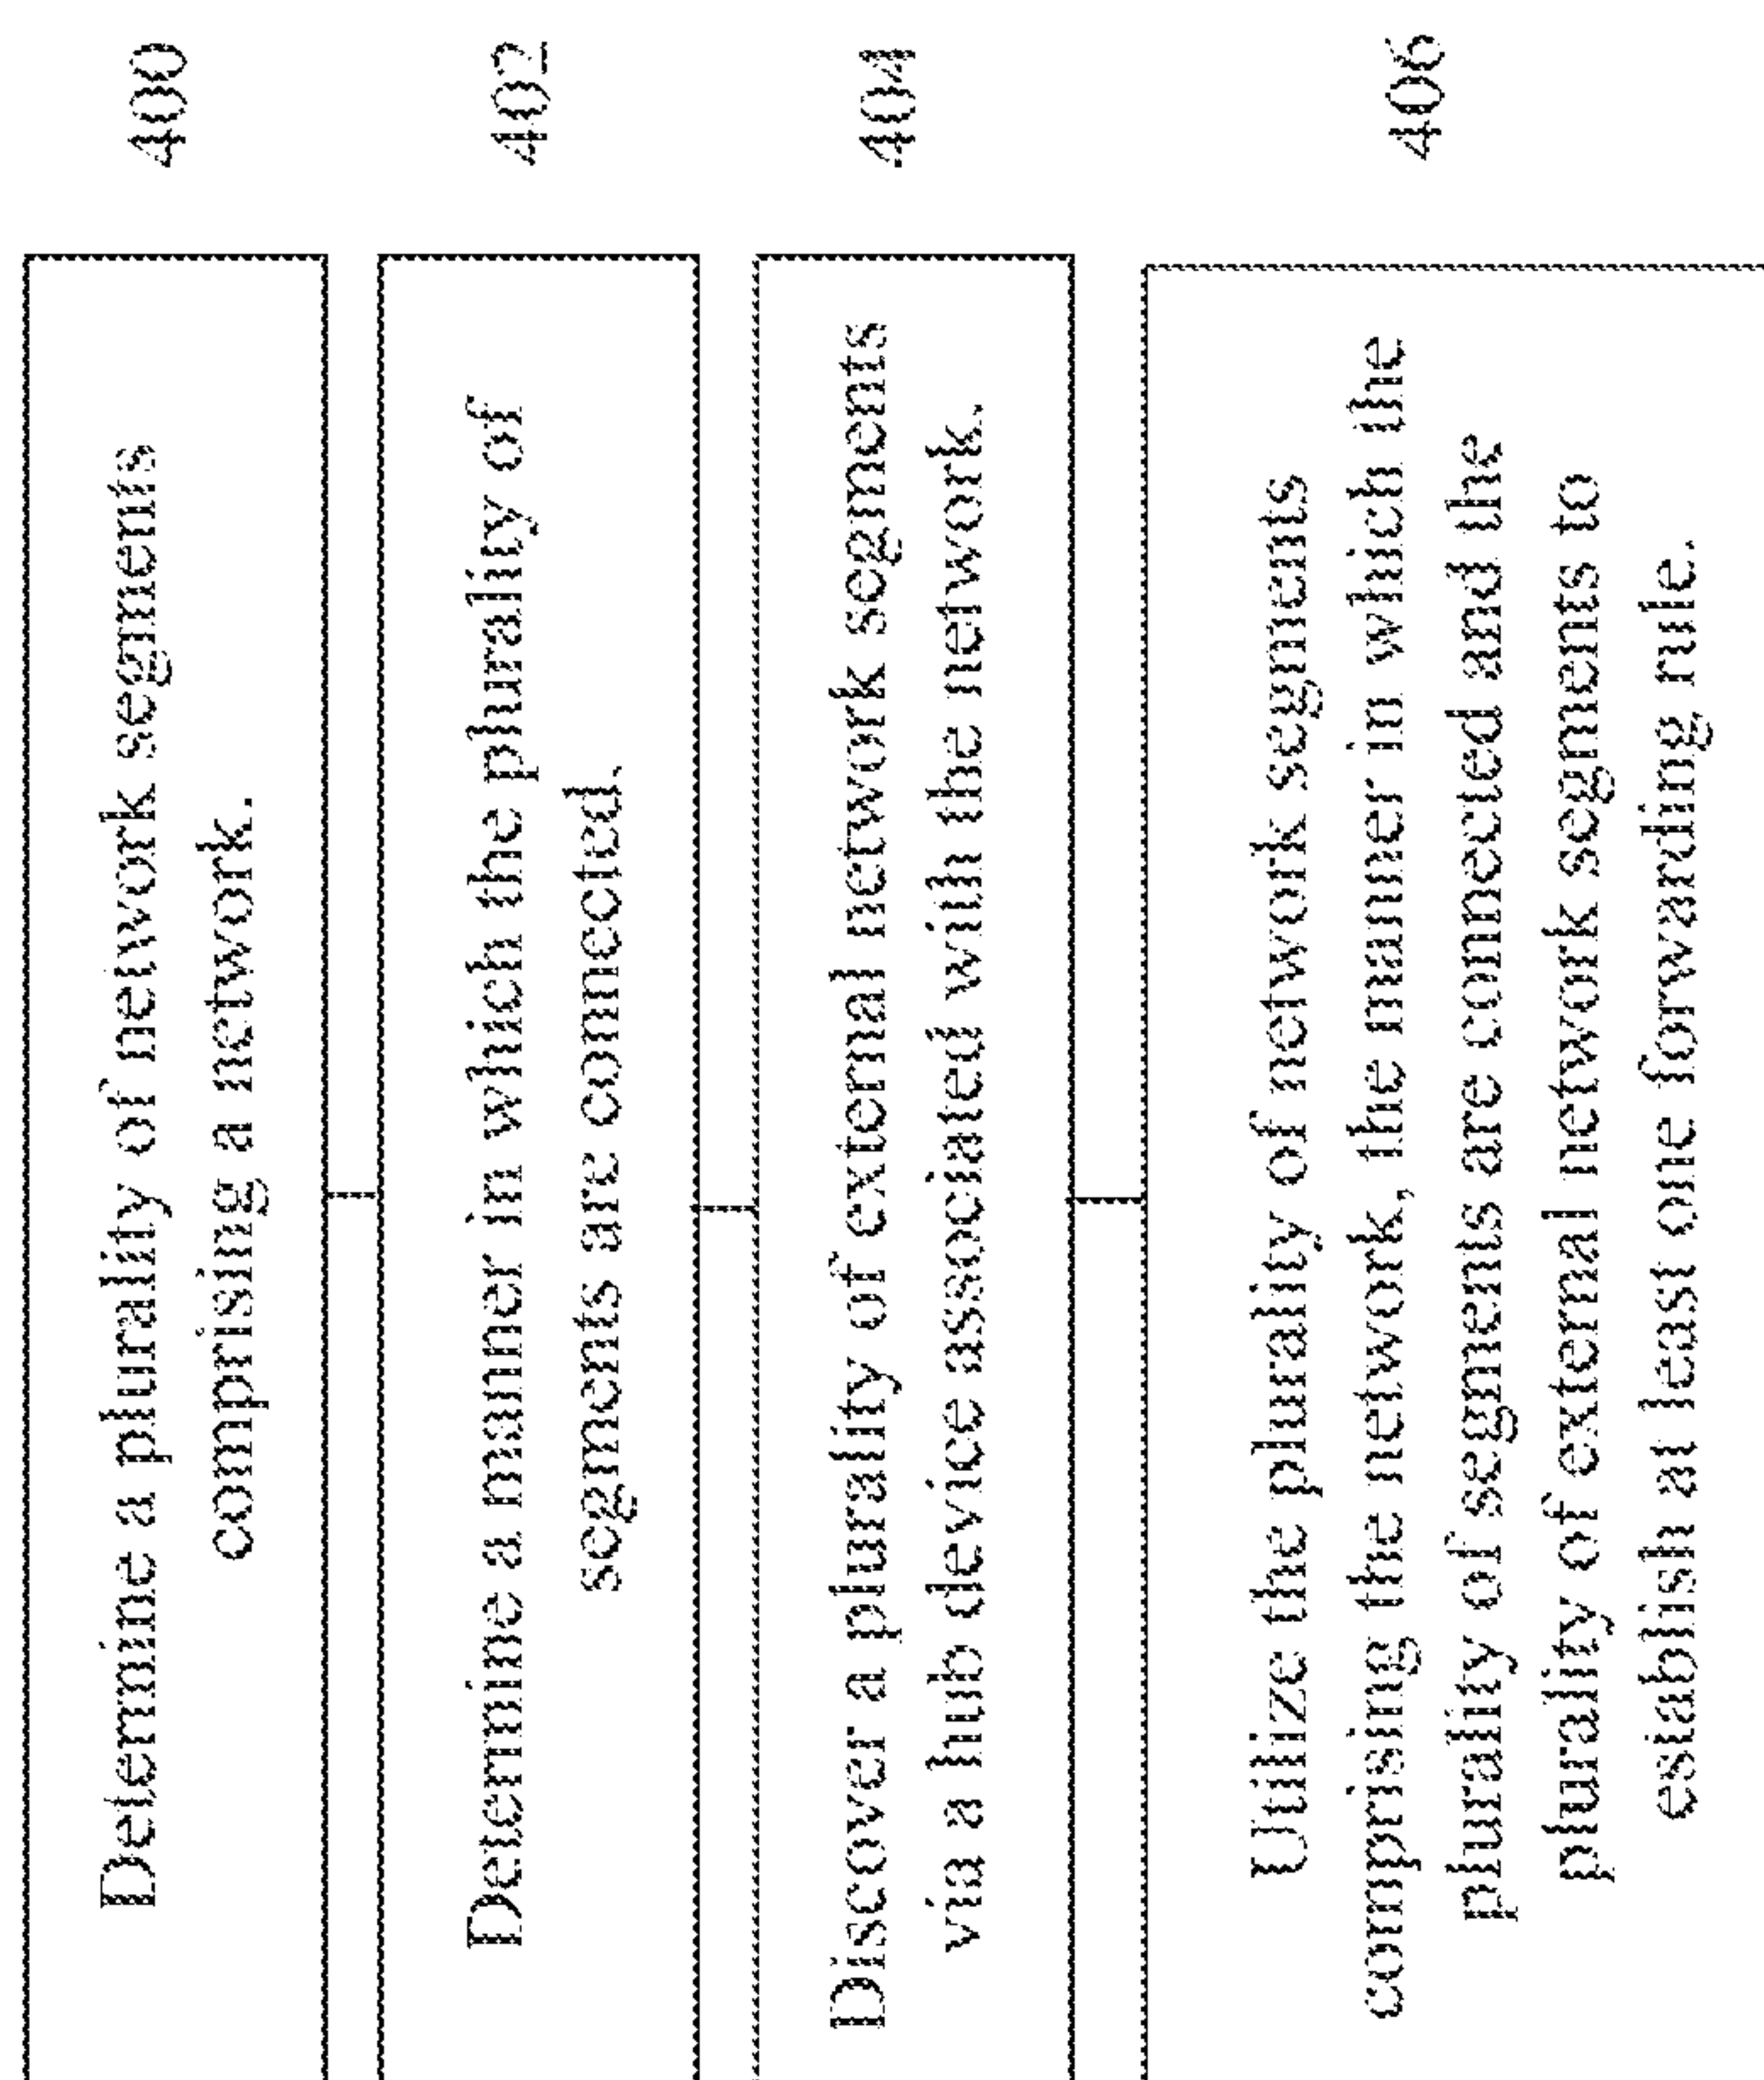 Determine a plurality of network segments
comprising a network.
400
Determine a manner in which the plurality of
segments are connected.
402
Discover a plurality of external network segments
via a hub device associated with the network.
404
Utilize the plurality of network segments
comprising the network, the manner in which the
plurality of segments are connected and the
plurality of external network segments to
establish at least one forwarding rule.
406